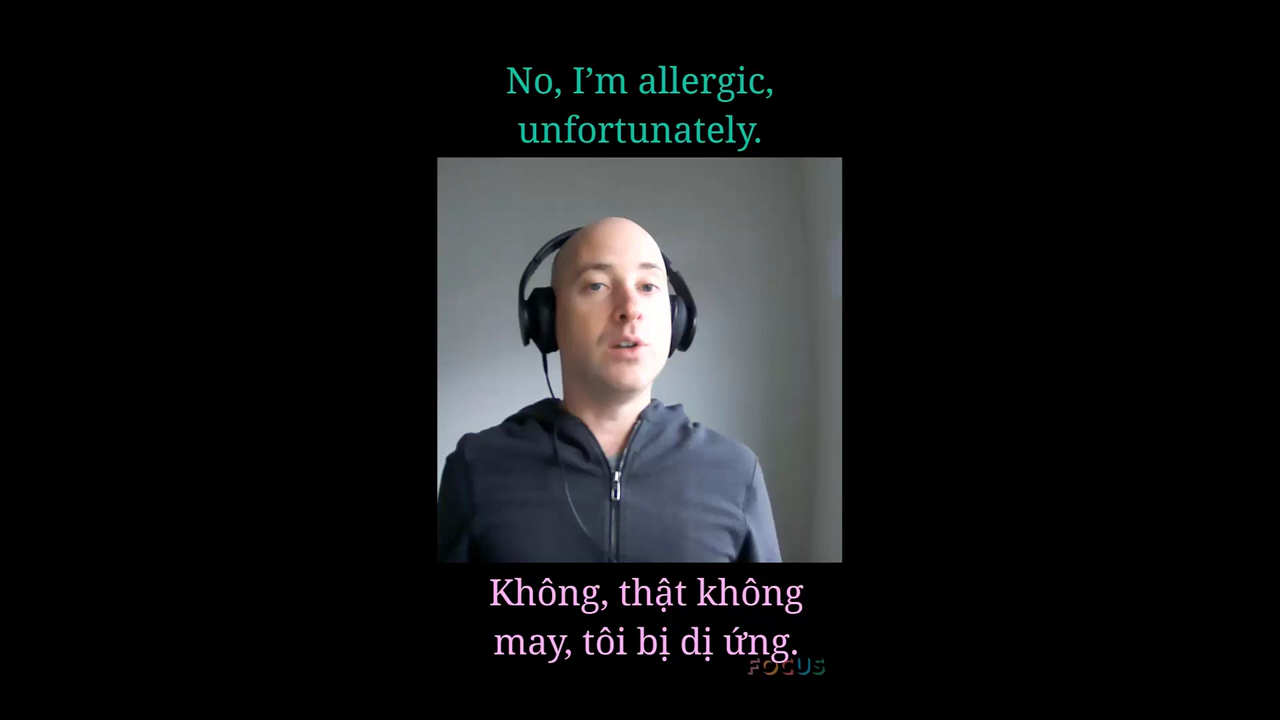 No, I’m allergic,
unfortunately.
Không, thật không
may, tôi bị dị ứng.
FOCUS